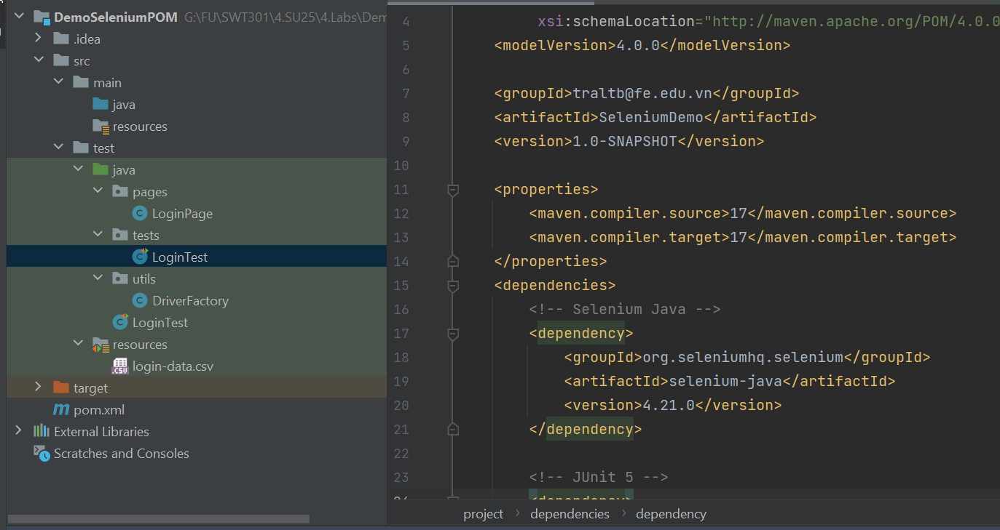 DemoSeleniumPOM G:\FU\SWT301\4.SU25\4.Labs\Dem
.idea
src
main
java
resources
test
java
pages
LoginPage
tests
LoginTest
utils
DriverFactory
LoginTest
resources
login-data.csv
target
pom.xml
External Libraries
Scratches and Consoles
4 xsi:schemaLocation="http://maven.apache.org/POM/4.0.0
5 <modelVersion>4.0.0</modelVersion>
6
7 <groupId>traltb@fe.edu.vn</groupId>
8 <artifactId>SeleniumDemo</artifactId>
9 <version>1.0-SNAPSHOT</version>
10
11 <properties>
12 <maven.compiler.source>17</maven.compiler.source>
13 <maven.compiler.target>17</maven.compiler.target>
14 </properties>
15 <dependencies>
16 <!-- Selenium Java -->
17 <dependency>
18 <groupId>org.seleniumhq.selenium</groupId>
19 <artifactId>selenium-java</artifactId>
20 <version>4.21.0</version>
21 </dependency>
22
23 <!-- JUnit 5 -->
24 <dependency>
project > dependencies > dependency